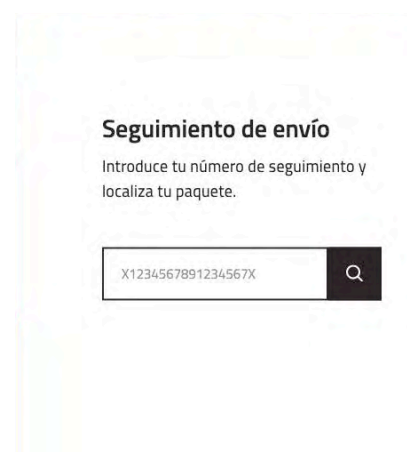 Seguimiento de envío
Introduce tu número de seguimiento y
localiza tu paquete.
X1234567891234567X